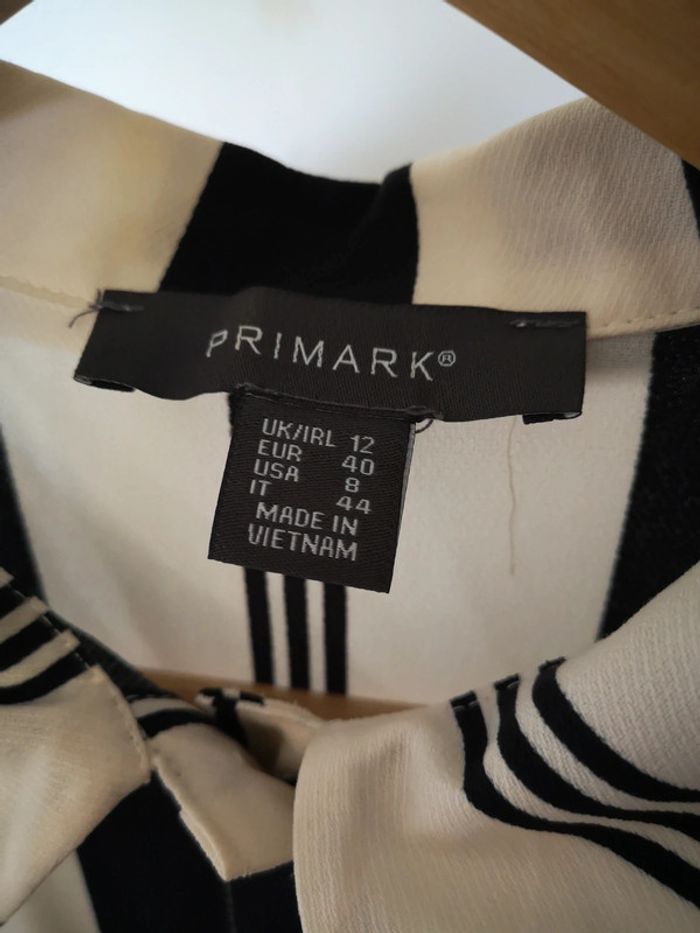 PRIMARK®
UK/IRL 12
EUR 40
USA 8
IT 44
MADE IN
VIETNAM